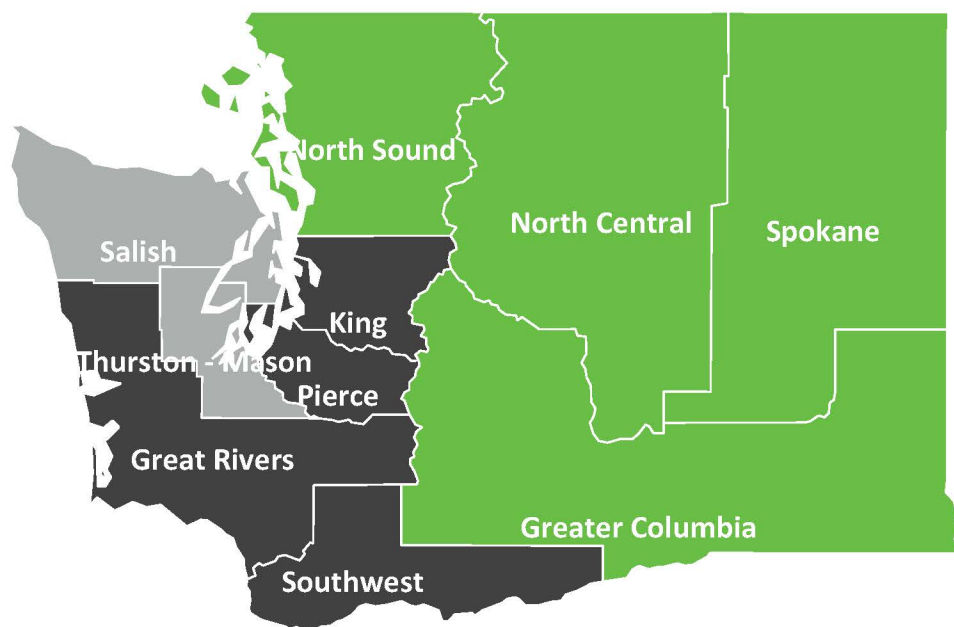 North Sound
North Central
Spokane
Salish
King
Thurston - Mason
Pierce
Great Rivers
Greater Columbia
Southwest